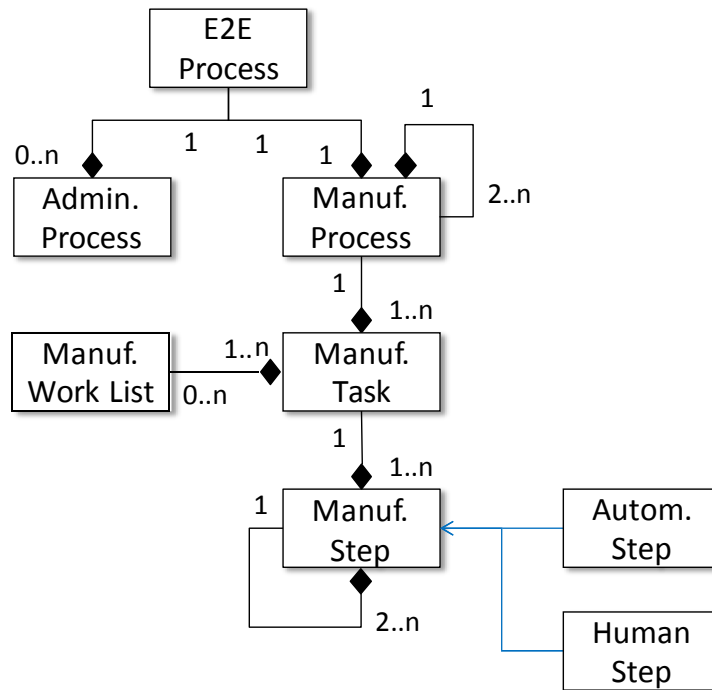 E2E
Process
1
1
1
0..n
1
2..n
Admin.
Process
Manuf.
Process
1
1..n
Manuf.
Work List
1..n
0..n
Manuf.
Task
1
1..n
1
Manuf.
Step
2..n
Autom.
Step
Human
Step